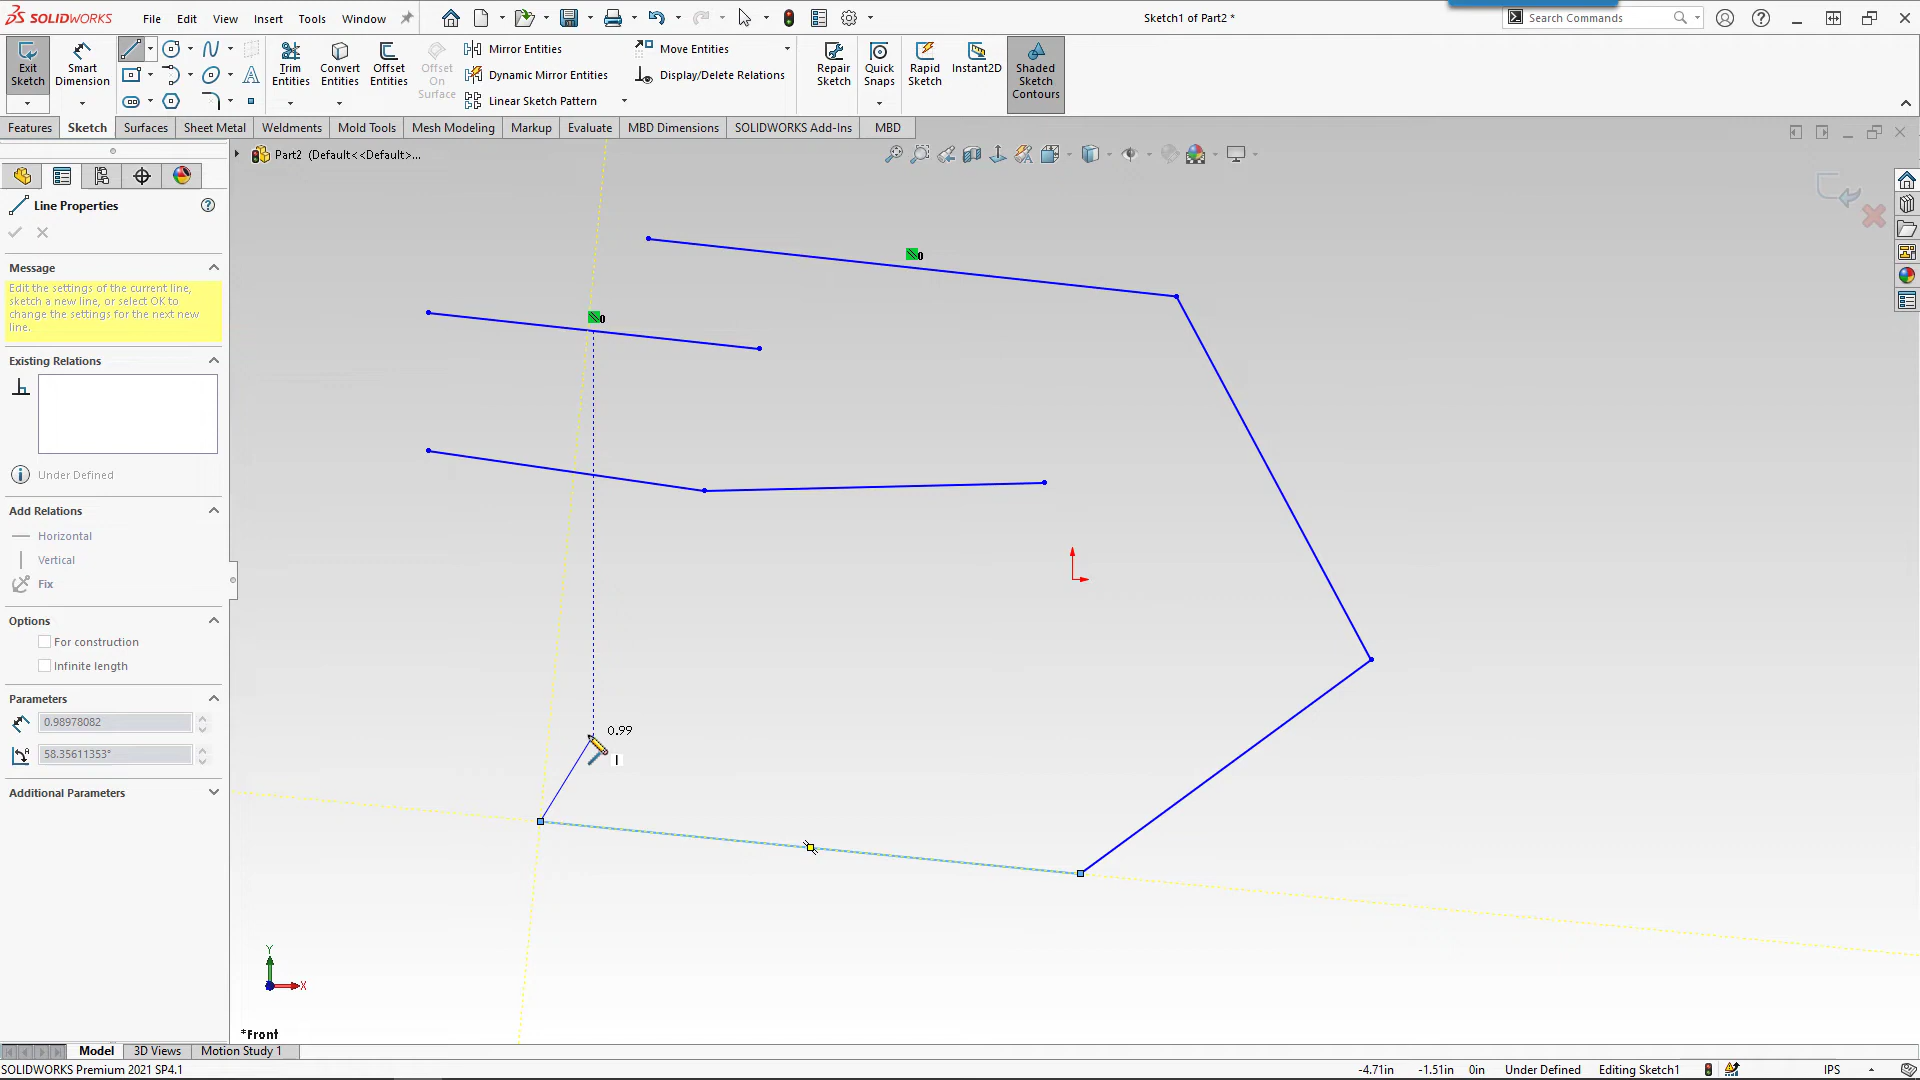 SOLIDWORKS File Edit View Insert Tools Window Sketch1 of Part2 * Search Commands
Exit Sketch
Smart Dimension
Trim Entities
Convert Entities
Offset Entities
Offset On Surface
Mirror Entities
Dynamic Mirror Entities
Linear Sketch Pattern
Move Entities
Display/Delete Relations
Repair Sketch
Quick Snaps
Rapid Sketch
Instant2D
Shaded Sketch Contours
Features Sketch Surfaces Sheet Metal Weldments Mold Tools Mesh Modeling Markup Evaluate MBD Dimensions SOLIDWORKS Add-Ins MBD
Part2 (Default<<Default>...
Line Properties
Message
Edit the settings of the current line,
sketch a new line, or select OK to
change the settings for the next new
line.
Existing Relations
Under Defined
Add Relations
Horizontal
Vertical
Fix
Options
For construction
Infinite length
Parameters
0.98978082
58.35611353°
Additional Parameters
0
0
0.99
Y
X
*Front
Model 3D Views Motion Study 1
SOLIDWORKS Premium 2021 SP4.1 -4.71in -1.51in 0in Under Defined Editing Sketch1 IPS